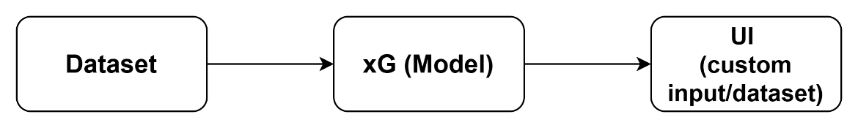 Dataset
xG (Model)
UI
(custom
input/dataset)